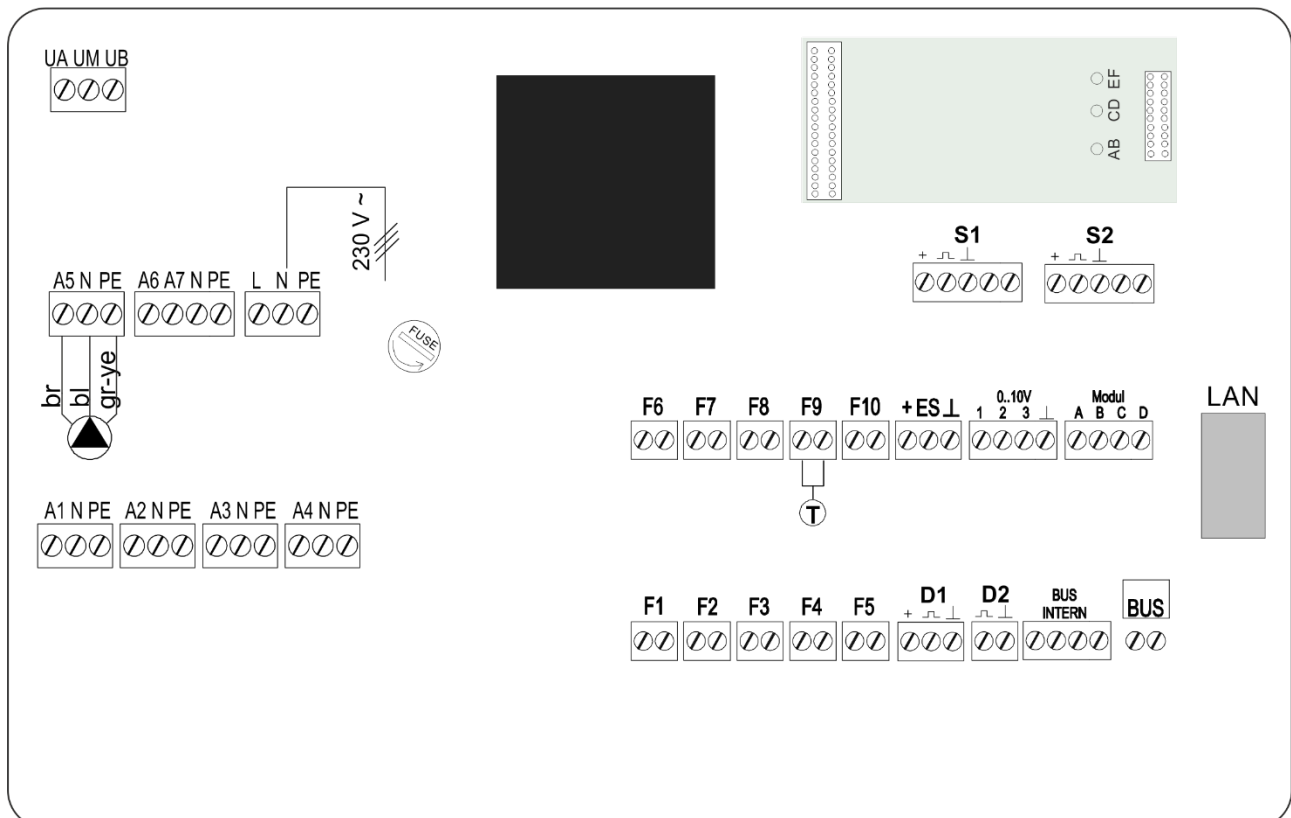 UA UM UB
EF
CD
AB
230 V ~
S1
+ ⎍ ⊥
S2
+ ⎍ ⊥
A5 N PE
A6 A7 N PE
L N PE
FUSE
br
bl
gr-ye
F6
F7
F8
F9
F10
+ ES ⊥
0..10V
1 2 3 ⊥
Modul
A B C D
LAN
T
A1 N PE
A2 N PE
A3 N PE
A4 N PE
F1
F2
F3
F4
F5
D1
+ ⎍ ⊥
D2
⎍ ⊥
BUS
INTERN
BUS